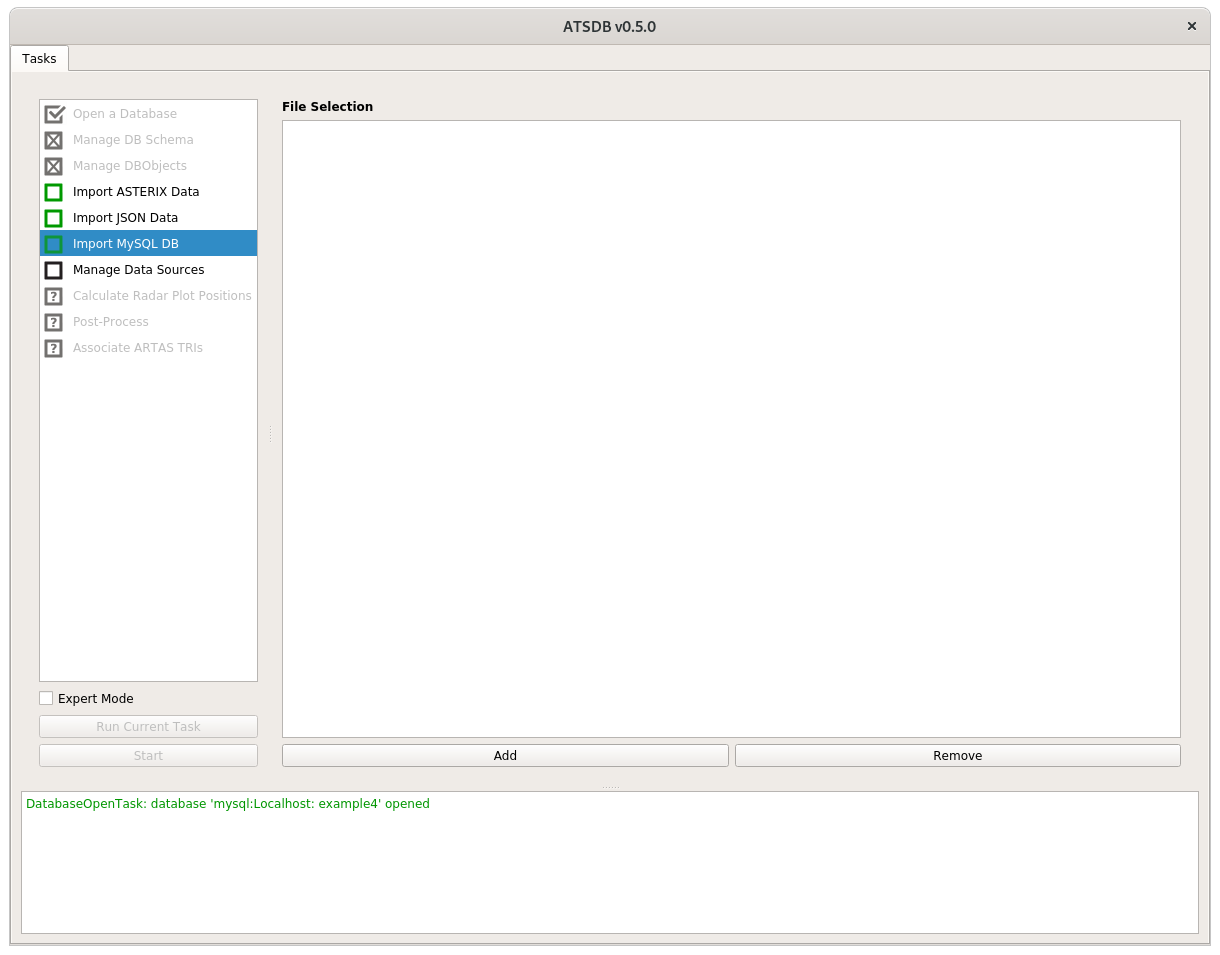 ATSDB v0.5.0
Tasks
Open a Database
Manage DB Schema
Manage DBObjects
Import ASTERIX Data
Import JSON Data
Import MySQL DB
Manage Data Sources
Calculate Radar Plot Positions
Post-Process
Associate ARTAS TRIs
Expert Mode
Run Current Task
Start
File Selection
Add
Remove
DatabaseOpenTask: database 'mysql:Localhost: example4' opened